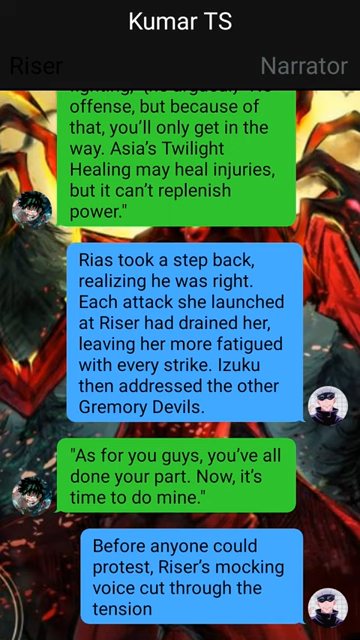 Kumar TS
Riser
Narrator
offense, but because of
that, you'll only get in the
way. Asia's Twilight
Healing may heal injuries,
but it can't replenish
power."
Rias took a step back,
realizing he was right.
Each attack she launched
at Riser had drained her,
leaving her more fatigued
with every strike. Izuku
then addressed the other
Gremory Devils.
"As for you guys, you've all
done your part. Now, it's
time to do mine."
Before anyone could
protest, Riser's mocking
voice cut through the
tension